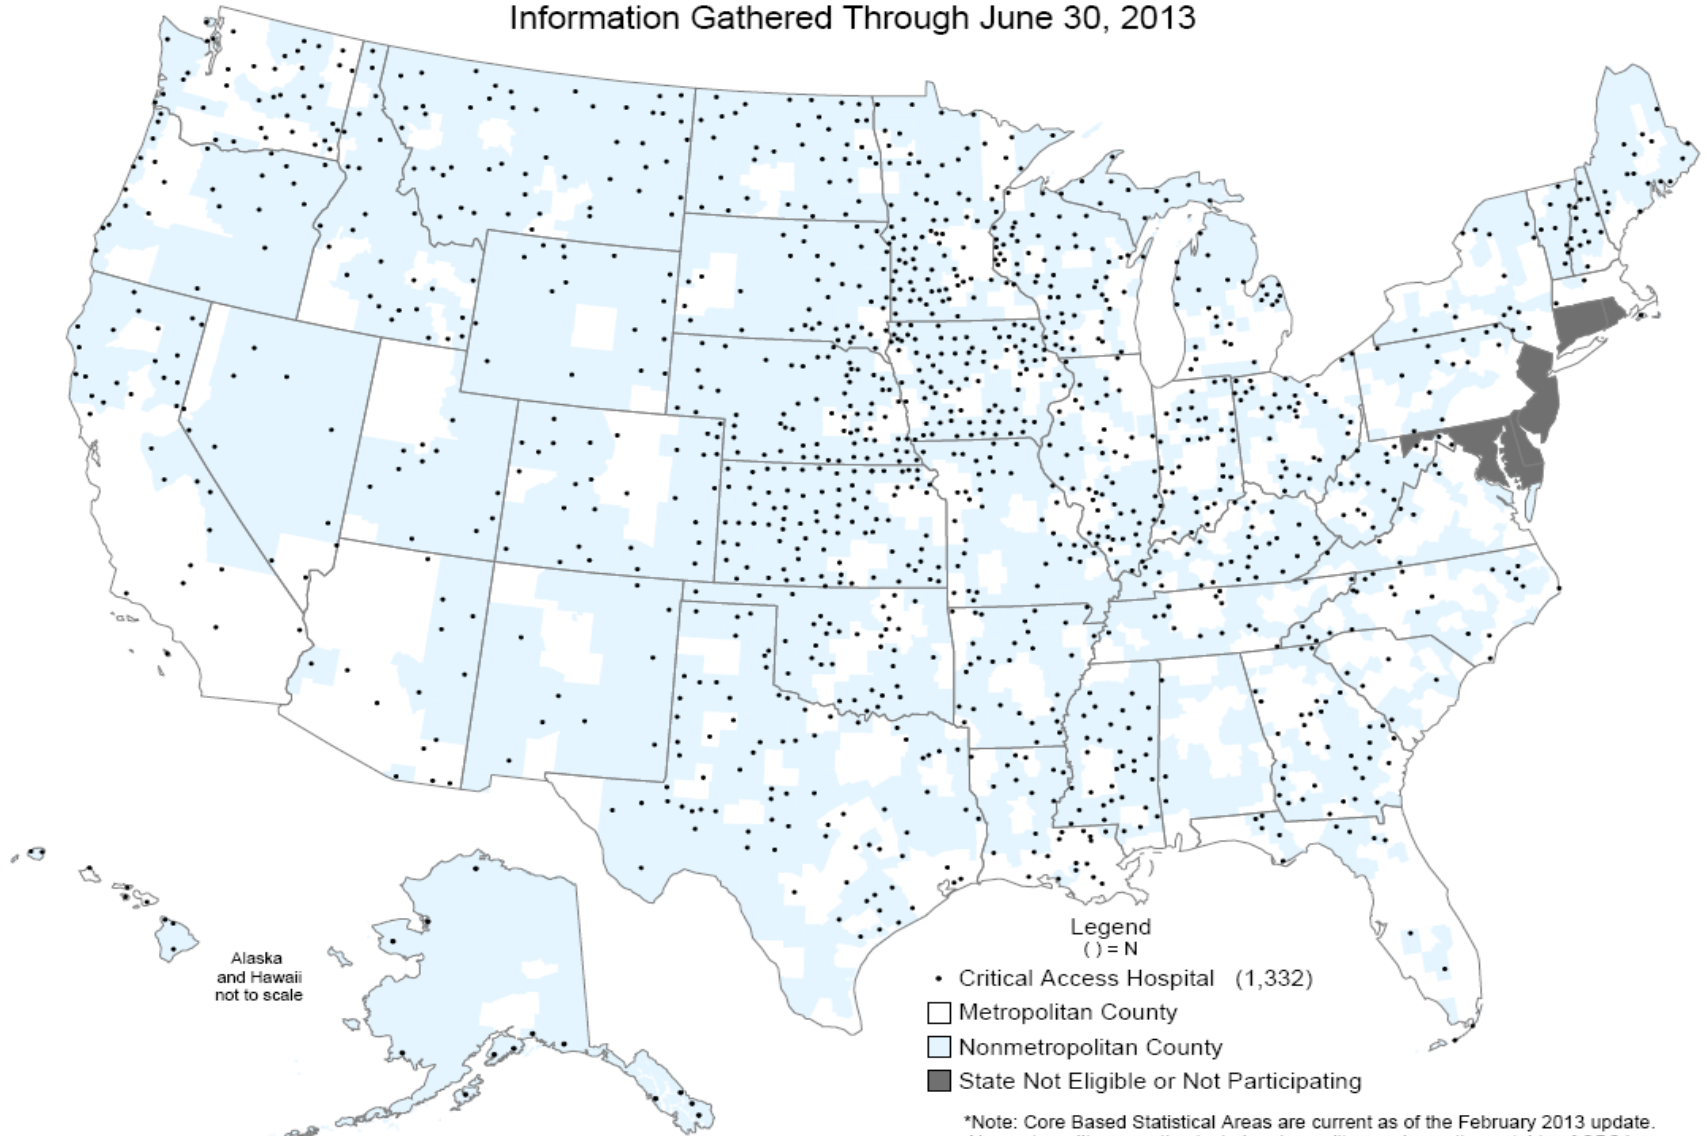 Information Gathered Through June 30, 2013
Alaska
and Hawaii
not to scale
Legend
( ) = N
Critical Access Hospital (1,332)
Metropolitan County
Nonmetropolitan County
State Not Eligible or Not Participating
*Note: Core Based Statistical Areas are current as of the February 2013 update.